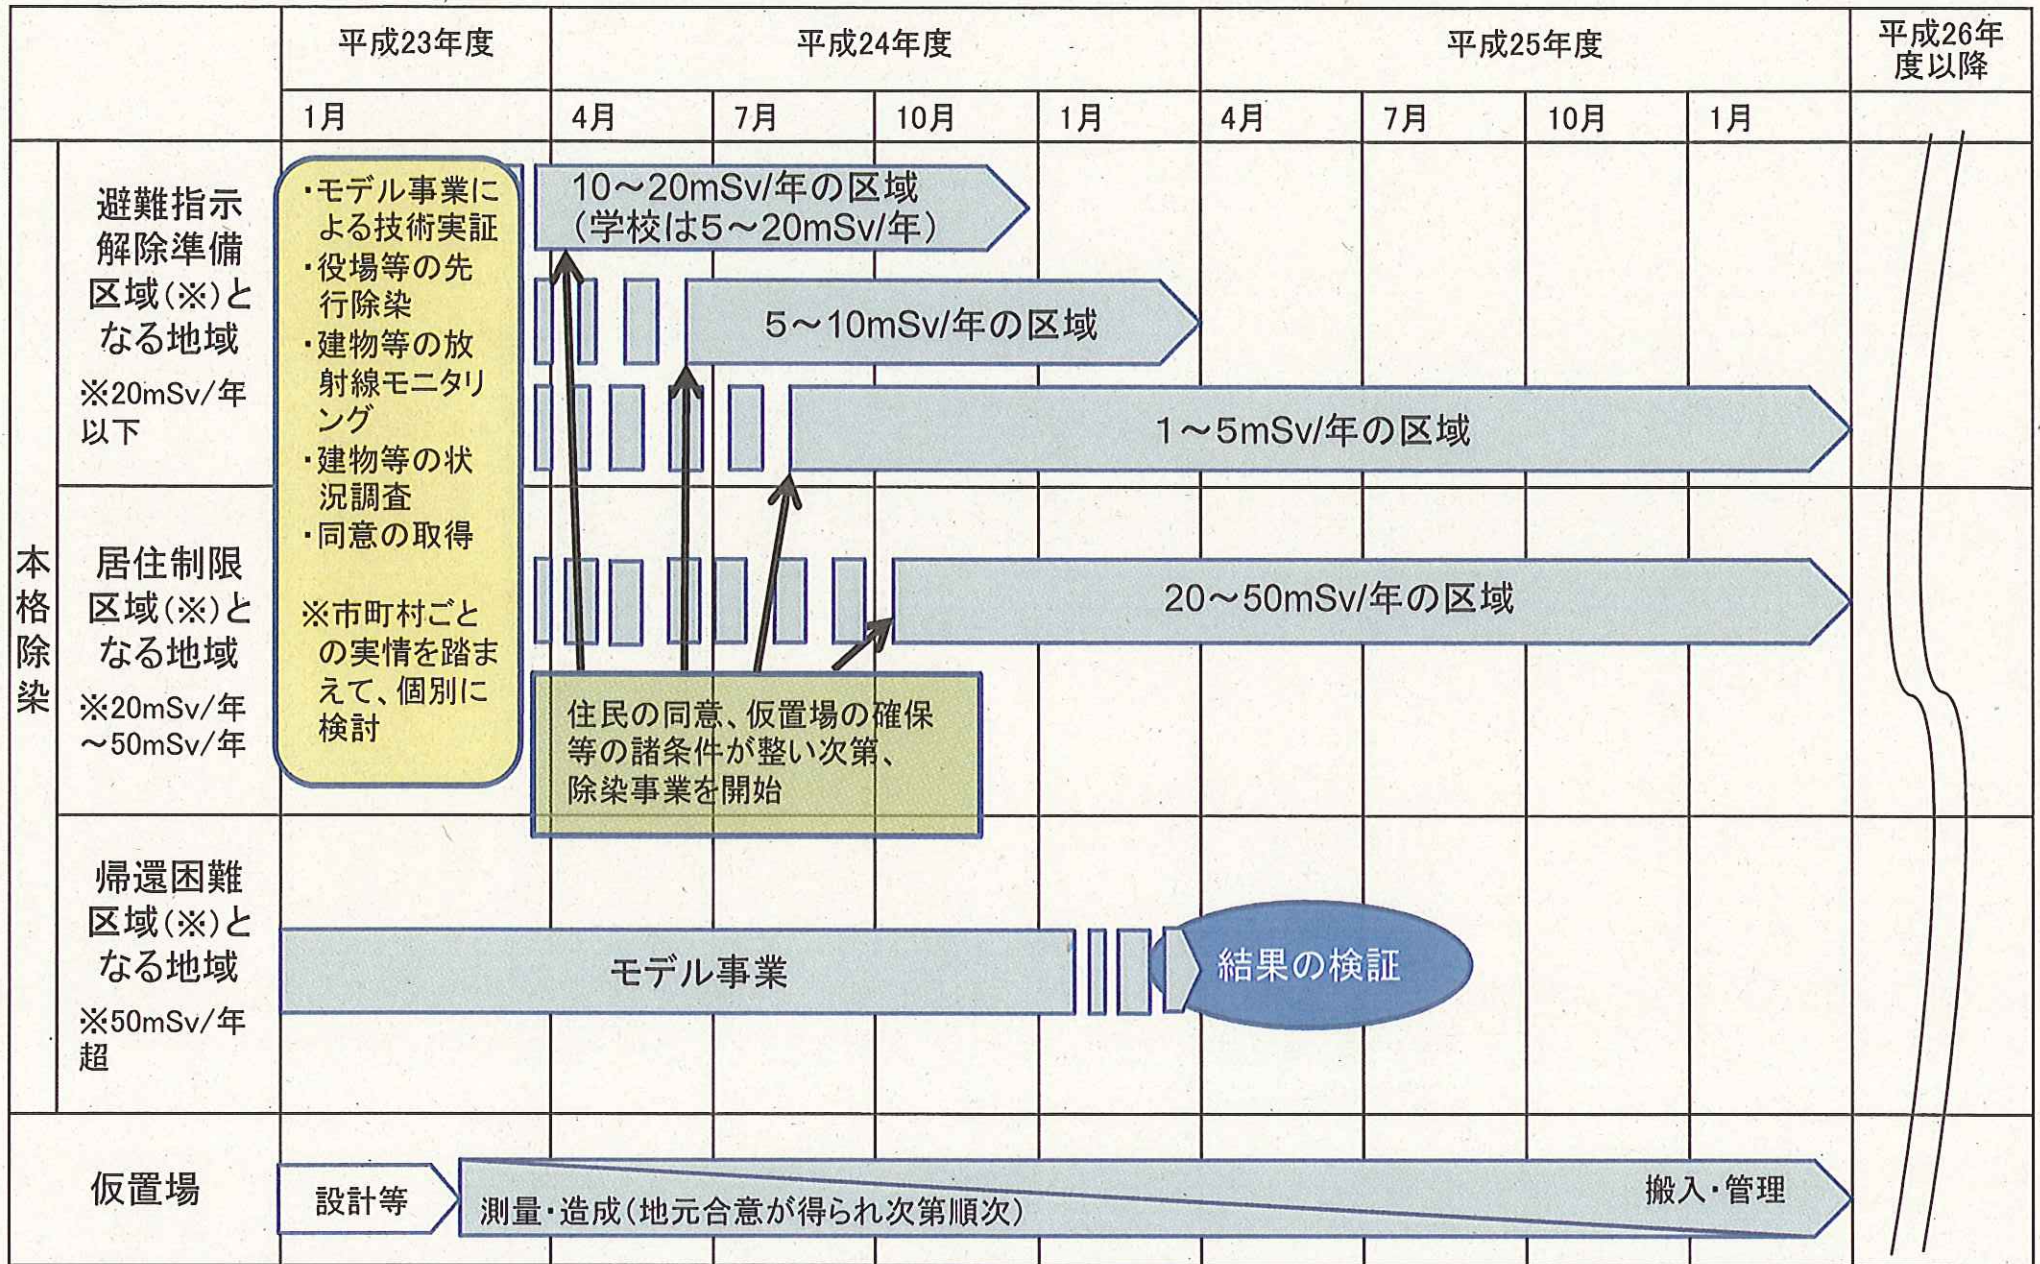 平成23年度
平成24年度
平成25年度
平成26年
度以降
1月
4月
7月
10月
1月
4月
7月
10月
1月
本格除染
避難指示
解除準備
区域(※)と
なる地域
※20mSv/年
以下
・モデル事業に
よる技術実証
・役場等の先
行除染
・建物等の放
射線モニタリ
ング
・建物等の状
況調査
・同意の取得
※市町村ごと
の実情を踏ま
えて、個別に
検討
10～20mSv/年の区域
(学校は5～20mSv/年)
5～10mSv/年の区域
1～5mSv/年の区域
居住制限
区域(※)と
なる地域
※20mSv/年
～50mSv/年
20～50mSv/年の区域
住民の同意、仮置場の確保
等の諸条件が整い次第、
除染事業を開始
帰還困難
区域(※)と
なる地域
※50mSv/年
超
モデル事業
結果の検証
仮置場
設計等
測量・造成(地元合意が得られ次第順次)
搬入・管理